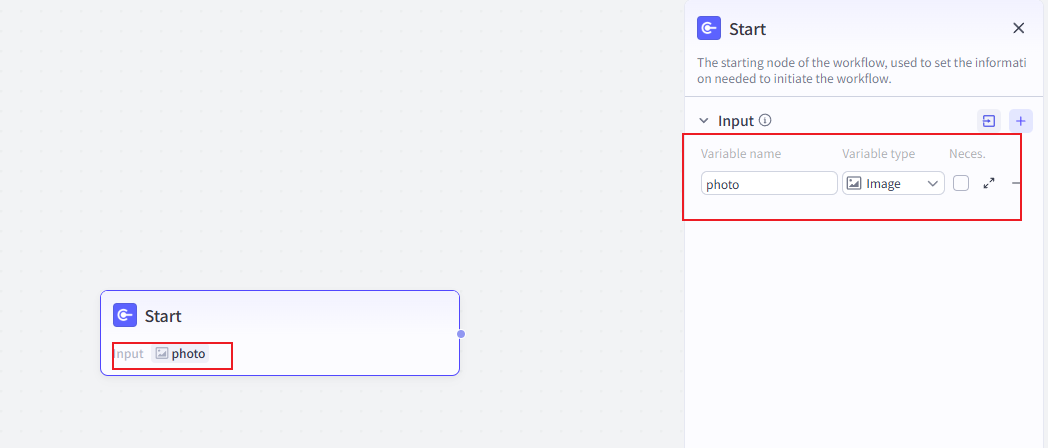 Start
The starting node of the workflow, used to set the informati
on needed to initiate the workflow.
Input
Variable name Variable type Neces.
photo Image
Start
Input photo